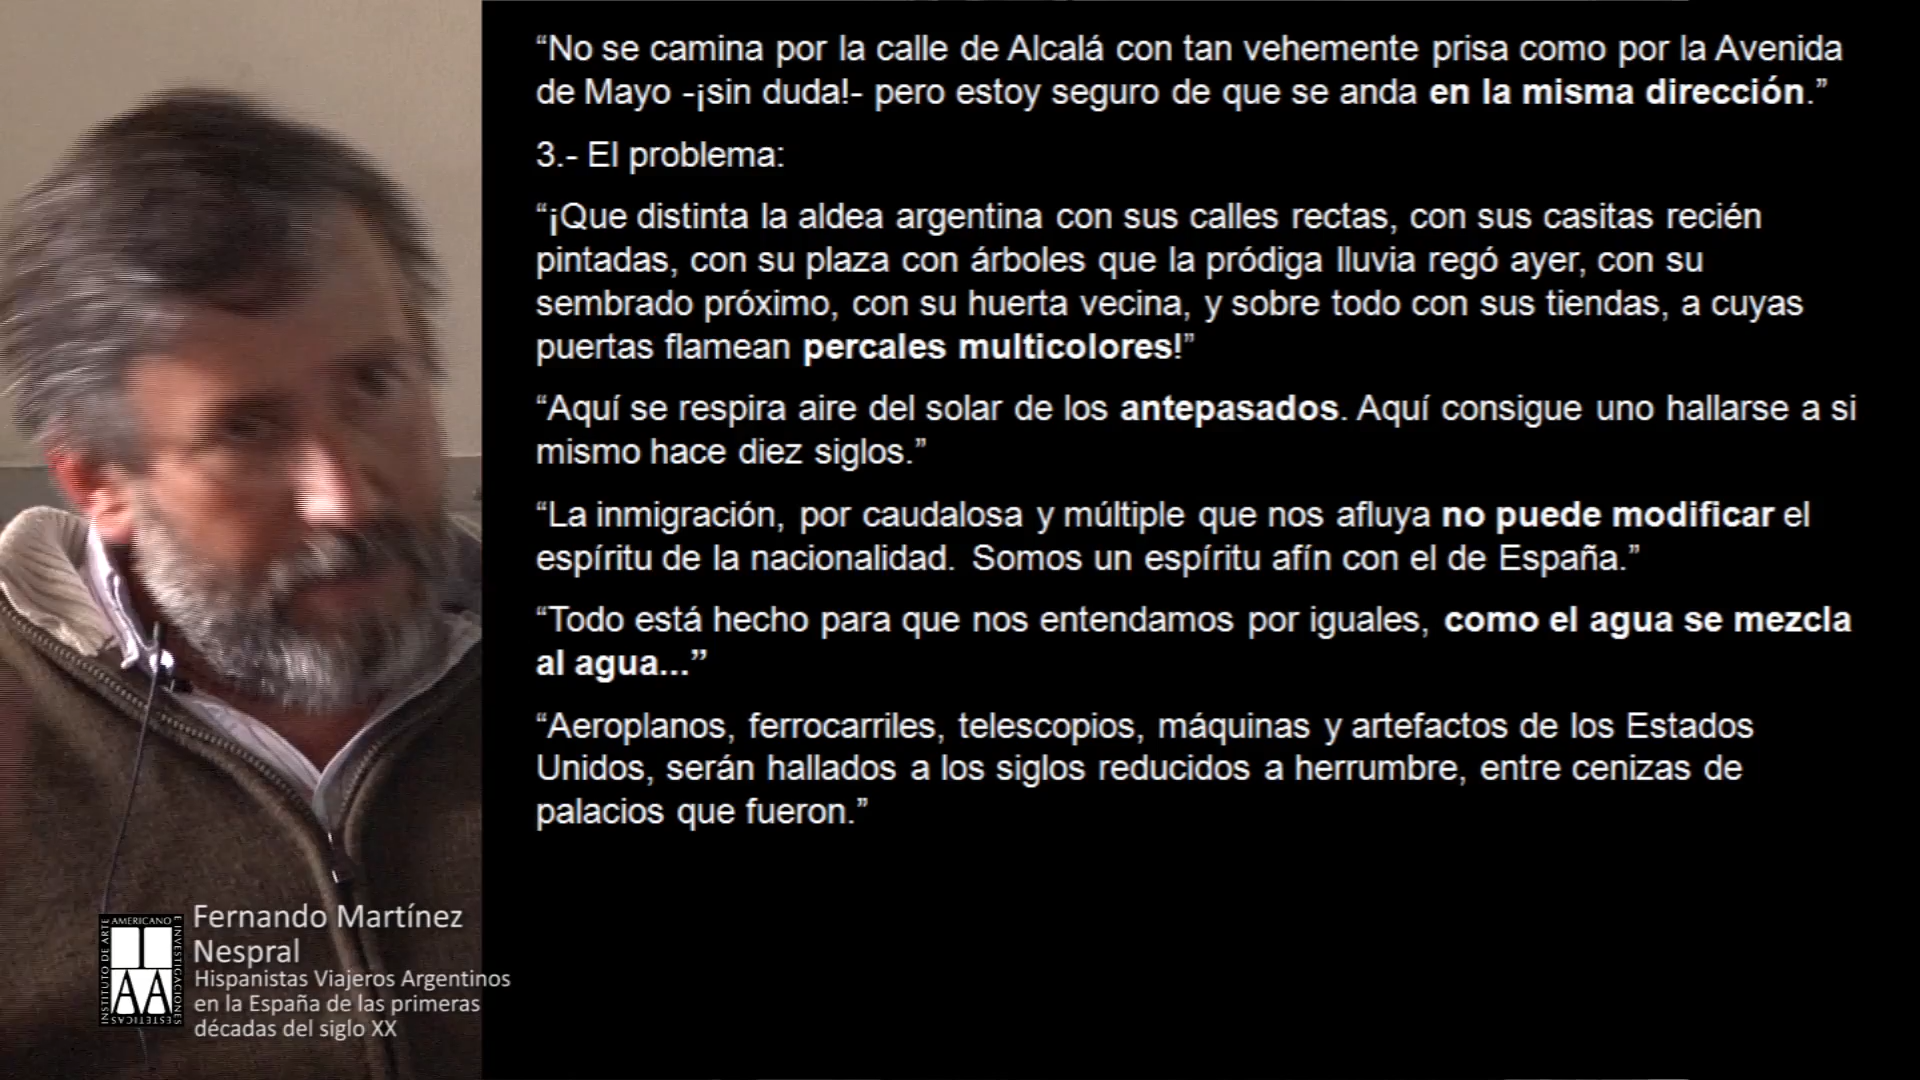 “No se camina por la calle de Alcalá con tan vehemente prisa como por la Avenida
de Mayo -¡sin duda!- pero estoy seguro de que se anda en la misma dirección.”
3.- El problema:
“¡Que distinta la aldea argentina con sus calles rectas, con sus casitas recién
pintadas, con su plaza con árboles que la pródiga lluvia regó ayer, con su
sembrado próximo, con su huerta vecina, y sobre todo con sus tiendas, a cuyas
puertas flamean percales multicolores!”
“Aquí se respira aire del solar de los antepasados. Aquí consigue uno hallarse a si
mismo hace diez siglos.”
“La inmigración, por caudalosa y múltiple que nos afluya no puede modificar el
espíritu de la nacionalidad. Somos un espíritu afín con el de España.”
“Todo está hecho para que nos entendamos por iguales, como el agua se mezcla
al agua...”
“Aeroplanos, ferrocarriles, telescopios, máquinas y artefactos de los Estados
Unidos, serán hallados a los siglos reducidos a herrumbre, entre cenizas de
palacios que fueron.”
INSTITUTO DE ARTE
AMERICANO
E INVESTIGACIONES
ESTETICAS
IAA
Fernando Martínez
Nespral
Hispanistas Viajeros Argentinos
en la España de las primeras
décadas del siglo XX